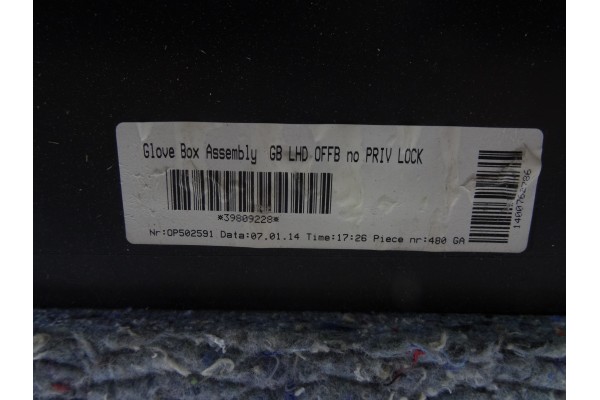 Glove Box Assembly GB LHD OFFB no PRIV LOCK
*39809228*
Nr:OP502591 Data:07.01.14 Time:17:26 Piece nr:480 GA
1400762786